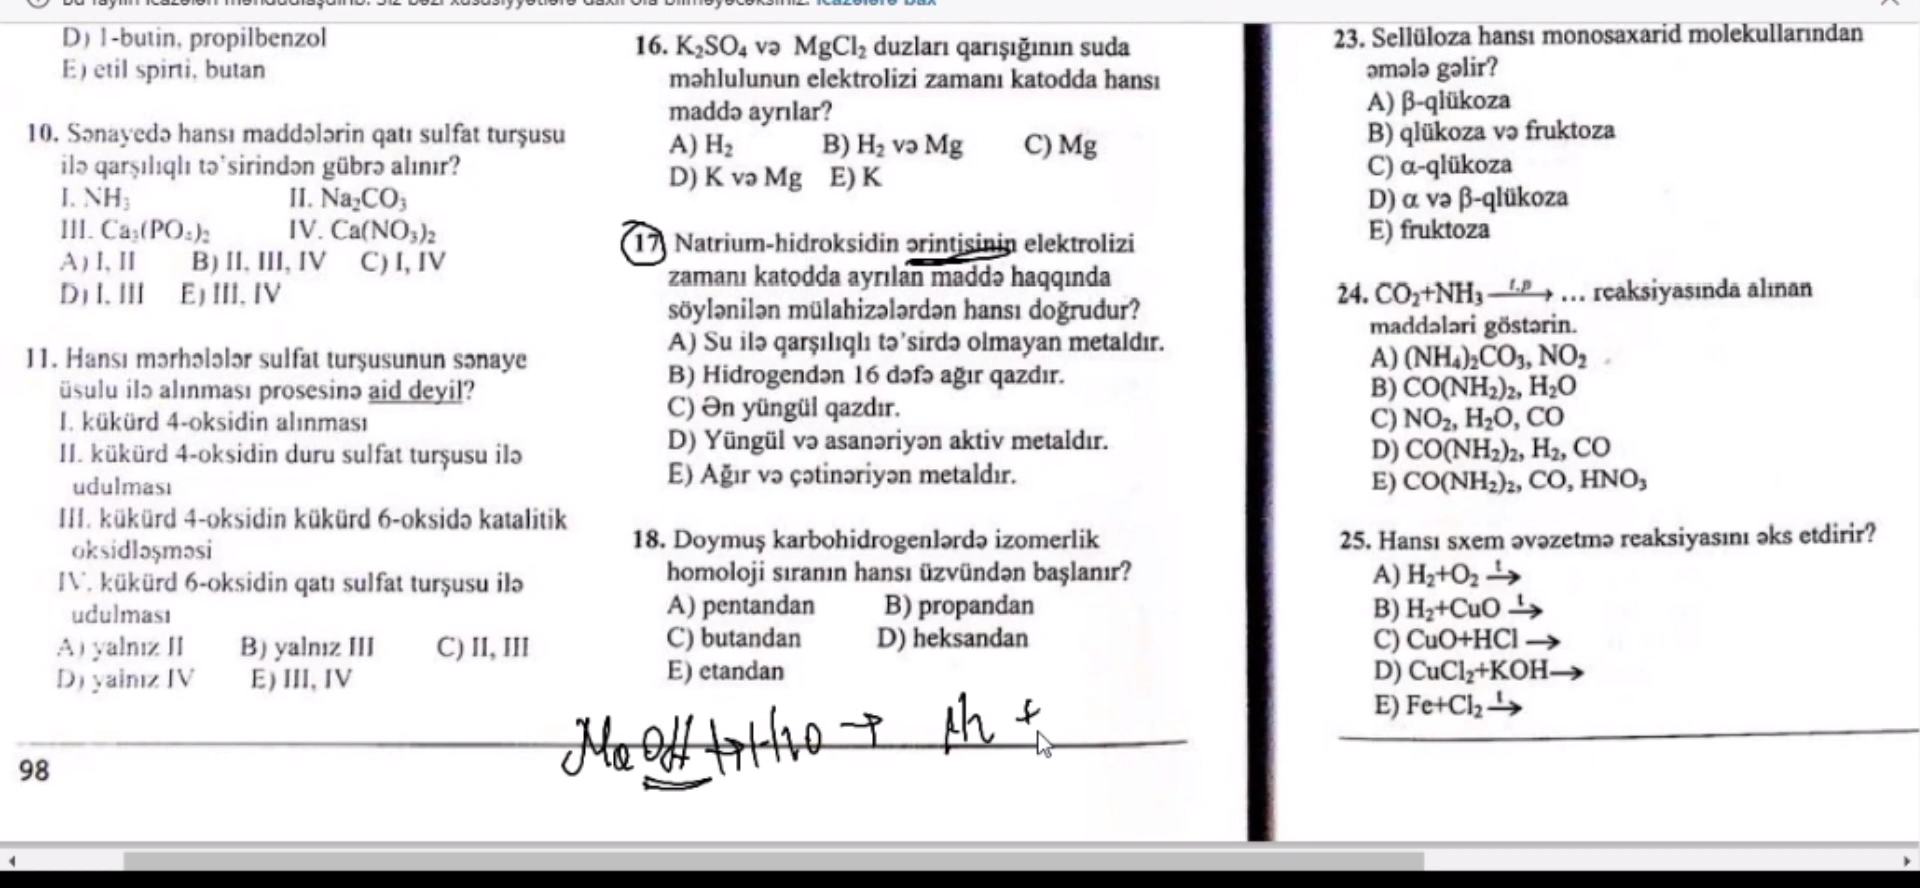 D) 1-butin, propilbenzol
E) etil spirti, butan
10. Sənayedə hansı maddələrin qatı sulfat turşusu
ilə qarşılıqlı tə'sirindən gübrə alınır?
I. NH₃ II. Na₂CO₃
III. Ca₃(PO₄)₂ IV. Ca(NO₃)₂
A) I, II B) II, III, IV C) I, IV
D) I, III E) III, IV
11. Hansı mərhələlər sulfat turşusunun sənaye
üsulu ilə alınması prosesinə aid deyil?
I. kükürd 4-oksidin alınması
II. kükürd 4-oksidin duru sulfat turşusu ilə
udulması
III. kükürd 4-oksidin kükürd 6-oksidə katalitik
oksidləşməsi
IV. kükürd 6-oksidin qatı sulfat turşusu ilə
udulması
A) yalnız II B) yalnız III C) II, III
D) yalnız IV E) III, IV
98
16. K₂SO₄ və MgCl₂ duzları qarışığının suda
məhlulunun elektrolizi zamanı katodda hansı
maddə ayrılar?
A) H₂ B) H₂ və Mg C) Mg
D) K və Mg E) K
17 Natrium-hidroksidin ərintisinin elektrolizi
zamanı katodda ayrılan maddə haqqında
söylənilən mülahizələrdən hansı doğrudur?
A) Su ilə qarşılıqlı tə'sirdə olmayan metaldır.
B) Hidrogendən 16 dəfə ağır qazdır.
C) Ən yüngül qazdır.
D) Yüngül və asanəriyən aktiv metaldır.
E) Ağır və çətinəriyən metaldır.
18. Doymuş karbohidrogenlərdə izomerlik
homoloji sıranın hansı üzvündən başlanır?
A) pentandan B) propandan
C) butandan D) heksandan
E) etandan
23. Sellüloza hansı monosaxarid molekullarından
əmələ gəlir?
A) β-qlükoza
B) qlükoza və fruktoza
C) α-qlükoza
D) α və β-qlükoza
E) fruktoza
24. CO₂+NH₃ t,p→ ... reaksiyasında alınan
maddələri göstərin.
A) (NH₄)₂CO₃, NO₂
B) CO(NH₂)₂, H₂O
C) NO₂, H₂O, CO
D) CO(NH₂)₂, H₂, CO
E) CO(NH₂)₂, CO, HNO₃
25. Hansı sxem əvəzetmə reaksiyasını əks etdirir?
A) H₂+O₂ t→
B) H₂+CuO t→
C) CuO+HCl →
D) CuCl₂+KOH→
E) Fe+Cl₂ t→